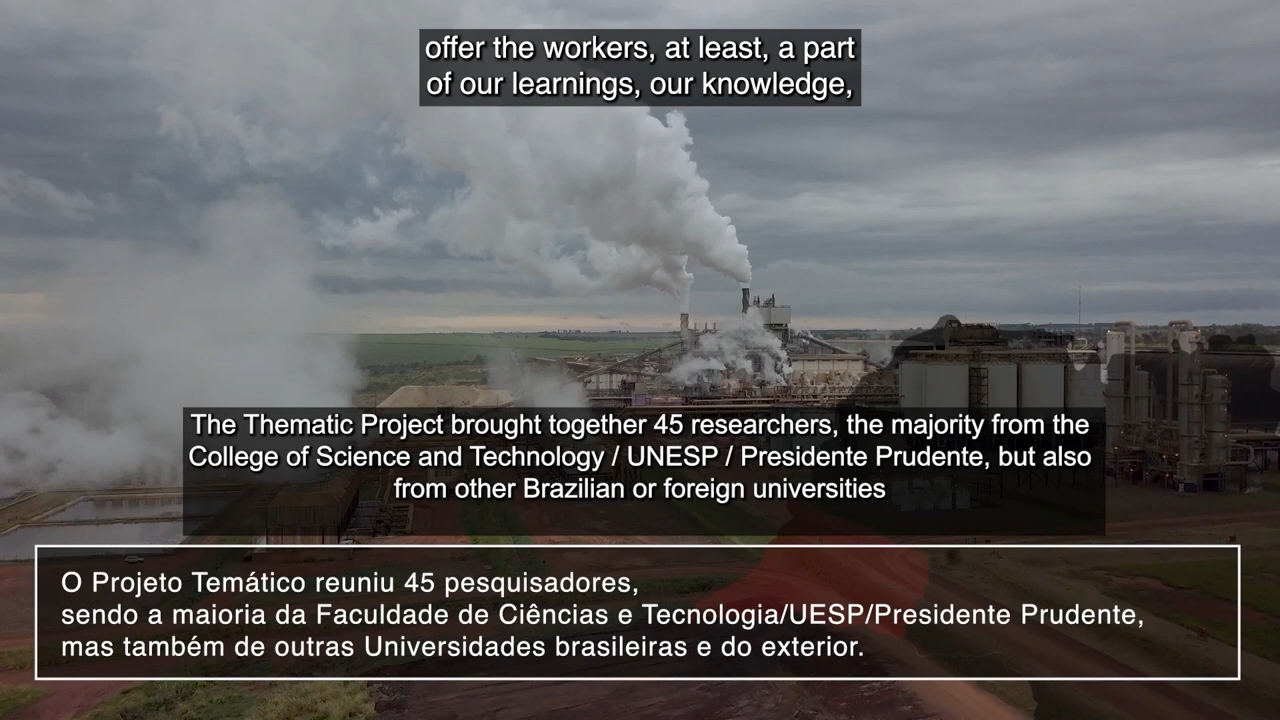 offer the workers, at least, a part
of our learnings, our knowledge,
The Thematic Project brought together 45 researchers, the majority from the
College of Science and Technology / UNESP / Presidente Prudente, but also
from other Brazilian or foreign universities
O Projeto Temático reuniu 45 pesquisadores,
sendo a maioria da Faculdade de Ciências e Tecnologia/UESP/Presidente Prudente,
mas também de outras Universidades brasileiras e do exterior.